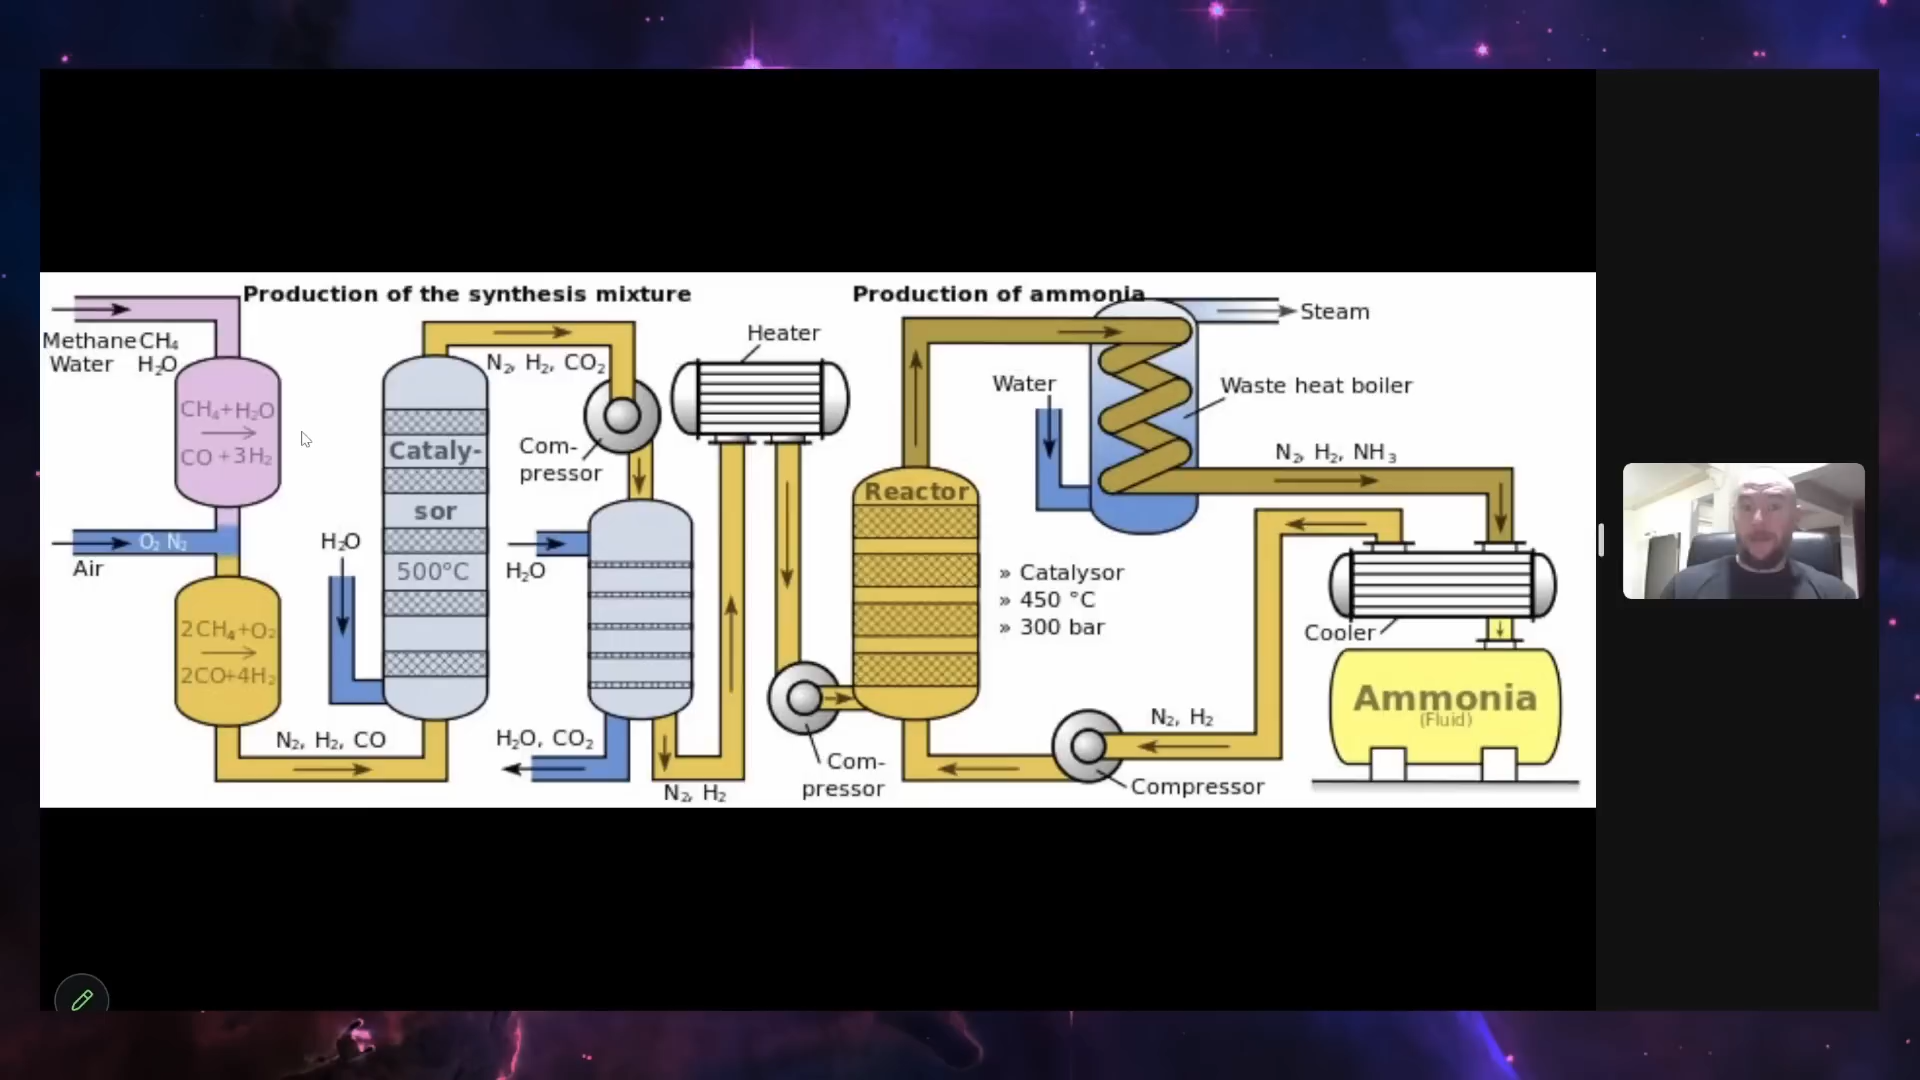 Production of the synthesis mixture
Methane CH₄
Water H₂O
CH₄+H₂O
CO+3H₂
O₂ N₂
Air
2CH₄+O₂
2CO+4H₂
N₂, H₂, CO
H₂O
Cataly-
sor
500°C
N₂, H₂, CO₂
Com-
pressor
H₂O
H₂O, CO₂
N₂, H₂
Heater
Com-
pressor
Production of ammonia
Reactor
» Catalysor
» 450 °C
» 300 bar
Water
Steam
Waste heat boiler
N₂, H₂, NH₃
Cooler
Ammonia
(Fluid)
N₂, H₂
Compressor